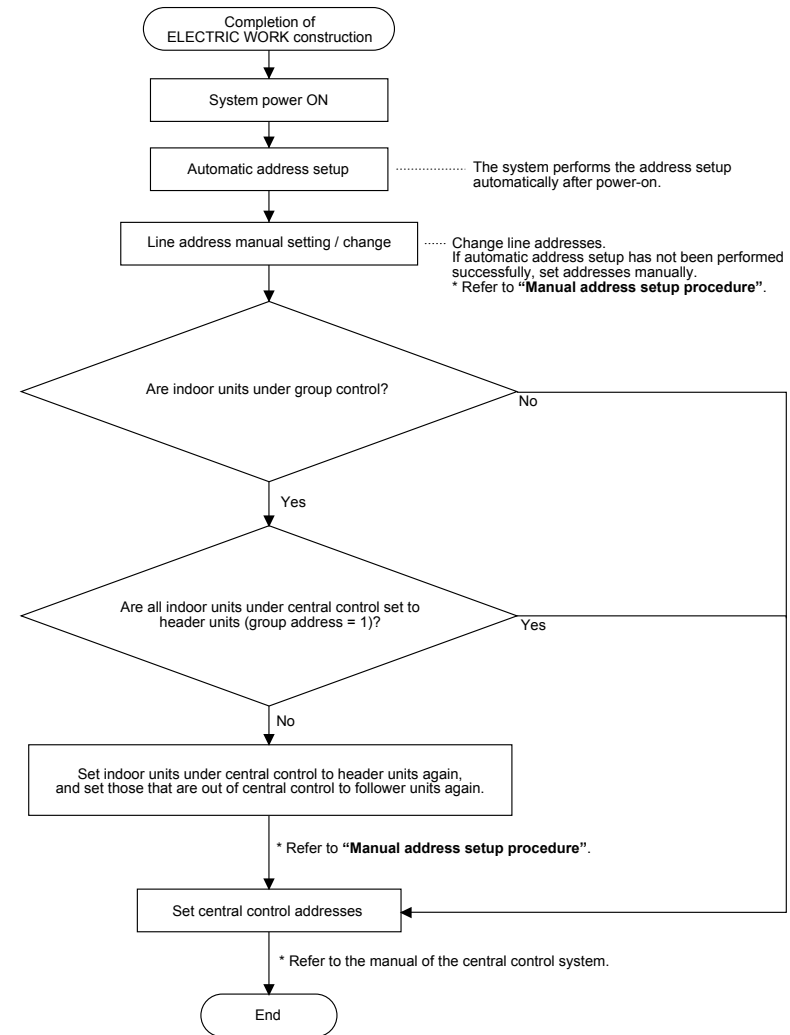 Completion of
ELECTRIC WORK construction
System power ON
Automatic address setup
The system performs the address setup
automatically after power-on.
Line address manual setting / change
Change line addresses.
If automatic address setup has not been performed
successfully, set addresses manually.
* Refer to “Manual address setup procedure”.
Are indoor units under group control?
No
Yes
Are all indoor units under central control set to
header units (group address = 1)?
Yes
No
Set indoor units under central control to header units again,
and set those that are out of central control to follower units again.
* Refer to “Manual address setup procedure”.
Set central control addresses
* Refer to the manual of the central control system.
End